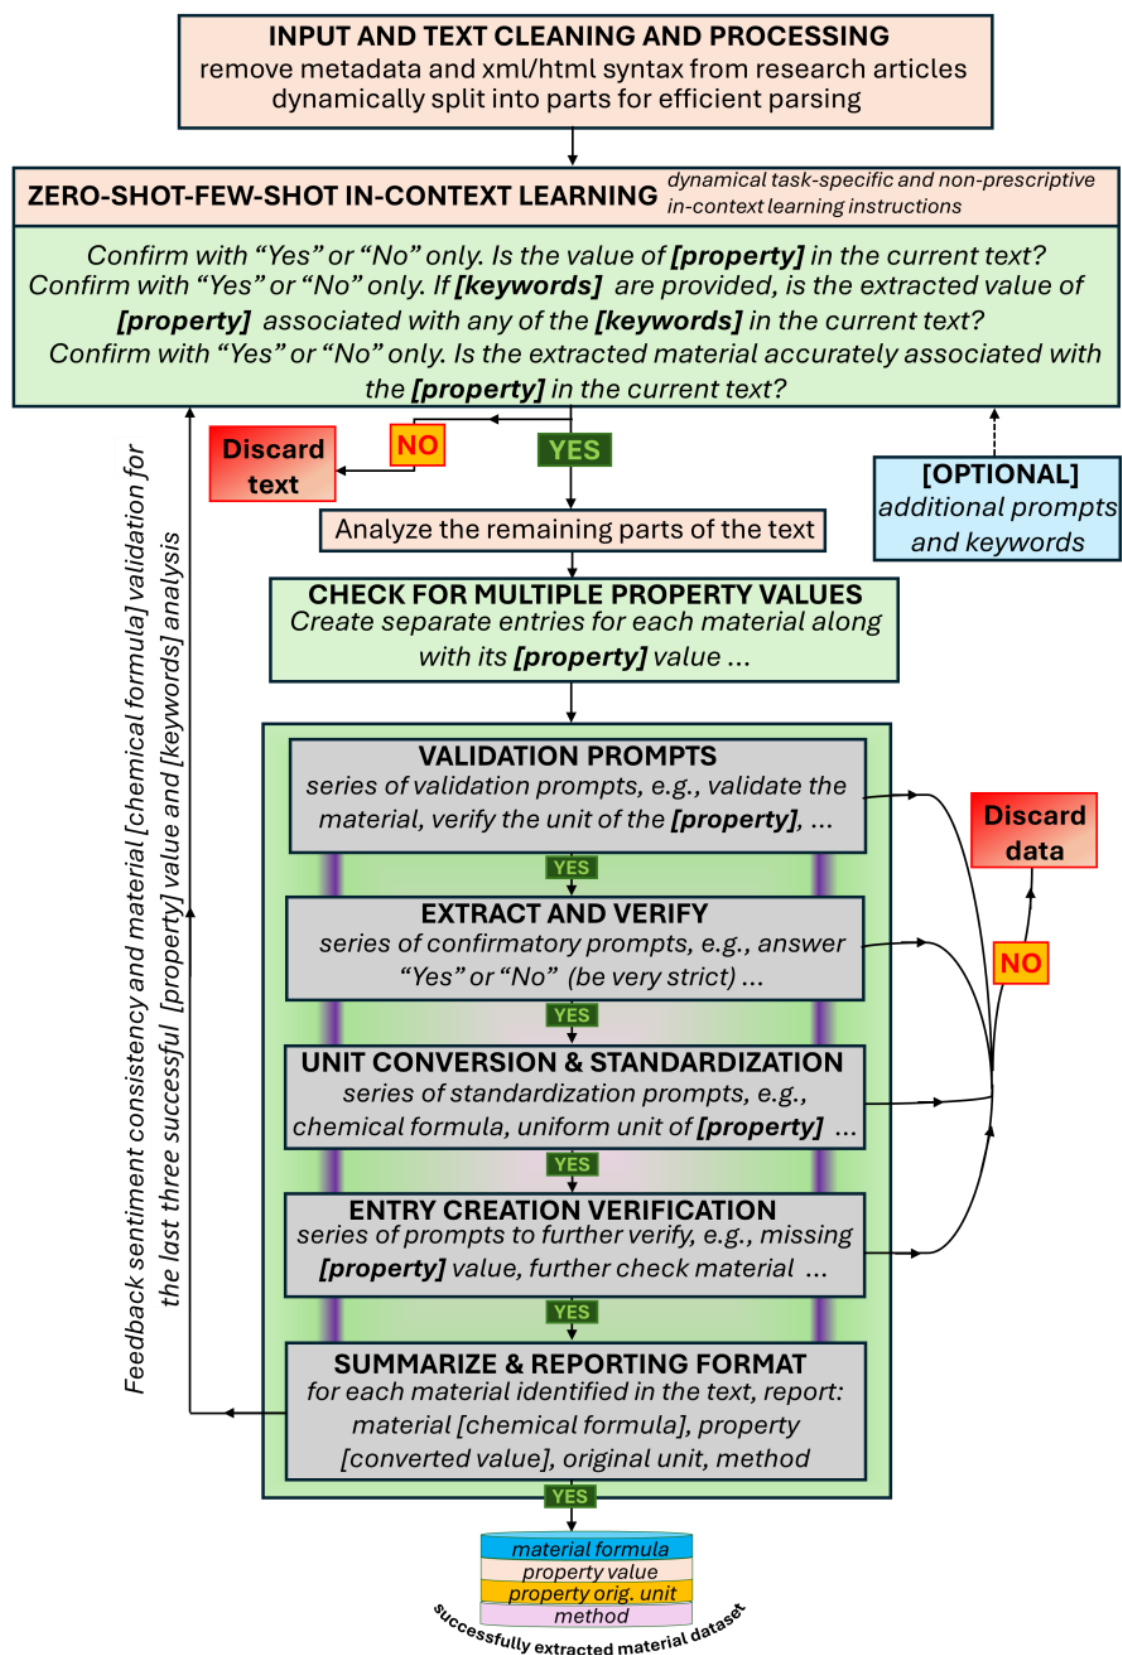 INPUT AND TEXT CLEANING AND PROCESSING
remove metadata and xml/html syntax from research articles
dynamically split into parts for efficient parsing
ZERO-SHOT-FEW-SHOT IN-CONTEXT LEARNING
dynamical task-specific and non-prescriptive
in-context learning instructions
Confirm with “Yes” or “No” only. Is the value of [property] in the current text?
Confirm with “Yes” or “No” only. If [keywords] are provided, is the extracted value of
[property] associated with any of the [keywords] in the current text?
Confirm with “Yes” or “No” only. Is the extracted material accurately associated with
the [property] in the current text?
Discard
text
NO
YES
[OPTIONAL]
additional prompts
and keywords
Analyze the remaining parts of the text
CHECK FOR MULTIPLE PROPERTY VALUES
Create separate entries for each material along
with its [property] value ...
Feedback sentiment consistency and material [chemical formula] validation for
the last three successful [property] value and [keywords] analysis
VALIDATION PROMPTS
series of validation prompts, e.g., validate the
material, verify the unit of the [property], ...
YES
Discard
data
NO
EXTRACT AND VERIFY
series of confirmatory prompts, e.g., answer
“Yes” or “No” (be very strict) ...
YES
UNIT CONVERSION & STANDARDIZATION
series of standardization prompts, e.g.,
chemical formula, uniform unit of [property] ...
YES
ENTRY CREATION VERIFICATION
series of prompts to further verify, e.g., missing
[property] value, further check material ...
YES
SUMMARIZE & REPORTING FORMAT
for each material identified in the text, report:
material [chemical formula], property
[converted value], original unit, method
YES
material formula
property value
property orig. unit
method
successfully extracted material dataset